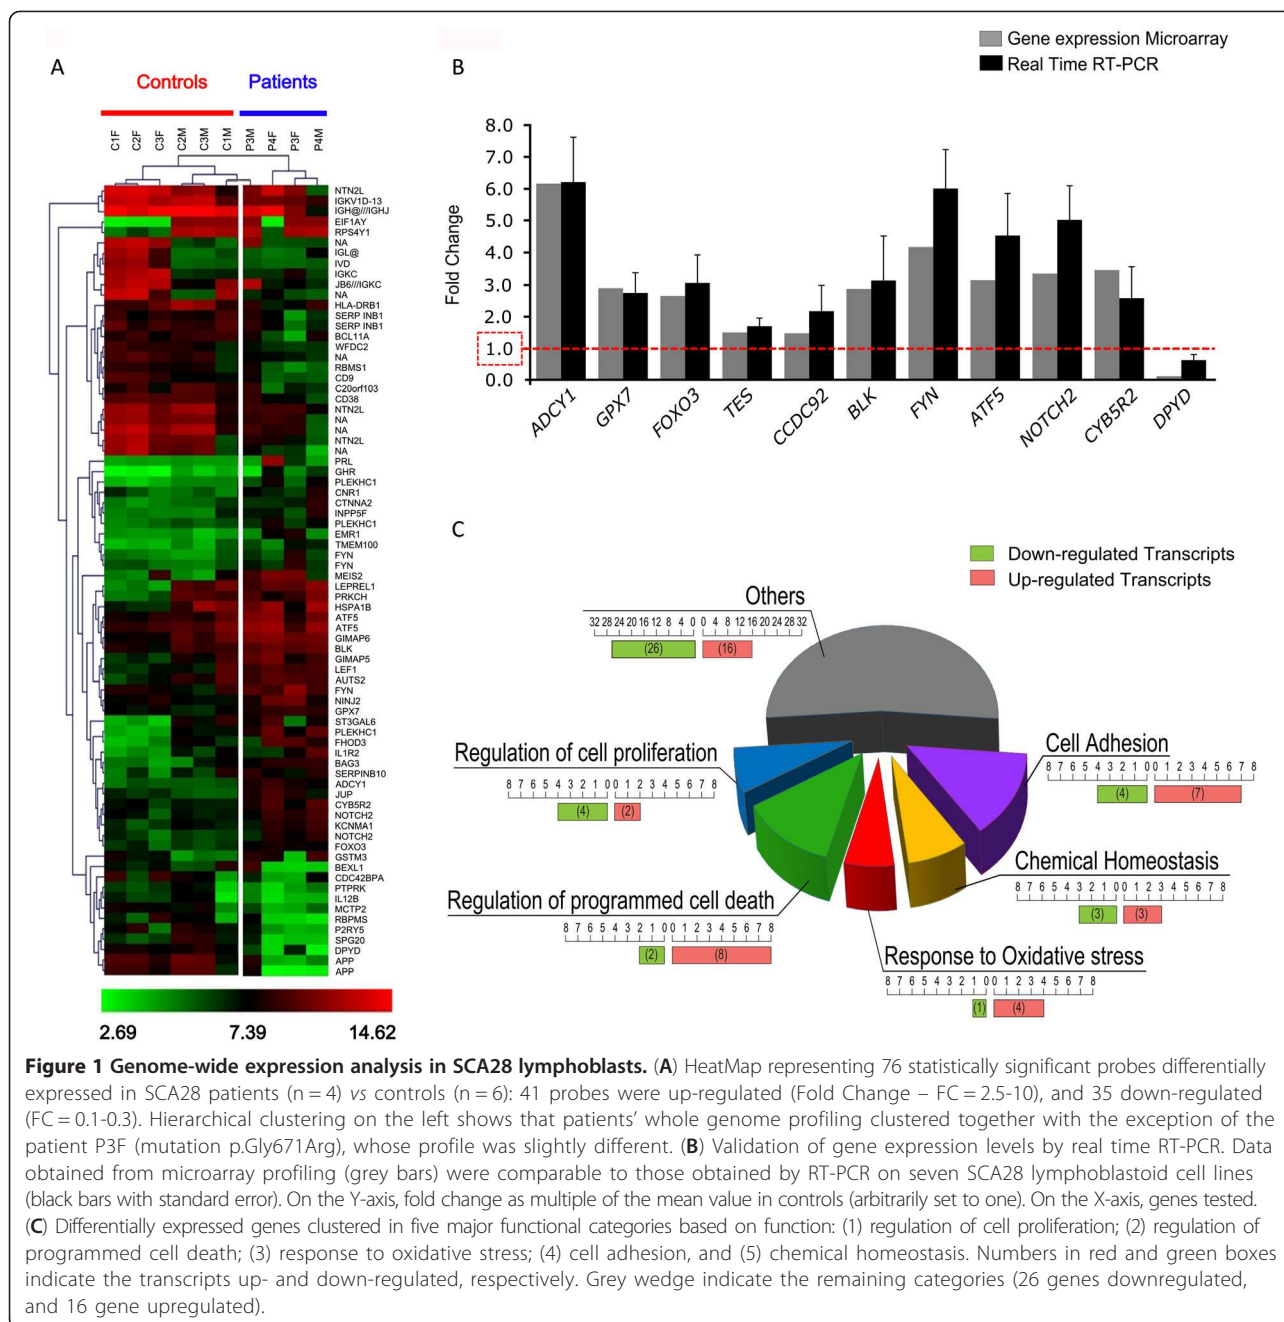 A
Controls
Patients
C1F C2F C3F C2M C3M C1M P3M P4F P3F P4M
NTN2L
IGKV1D-13
IGH@///IGHJ
EIF1AY
RPS4Y1
NA
IGL@
IVD
IGKC
JB6///IGKC
NA
HLA-DRB1
SERP INB1
SERP INB1
BCL11A
WFDC2
NA
RBMS1
CD9
C20orf103
CD38
NTN2L
NA
NA
NTN2L
NA
PRL
GHR
PLEKHC1
CNR1
CTNNA2
INPP5F
PLEKHC1
EMR1
TMEM100
FYN
FYN
MEIS2
LEPREL1
PRKCH
HSPA1B
ATF5
ATF5
GIMAP6
BLK
GIMAP5
LEF1
AUTS2
FYN
NINJ2
GPX7
ST3GAL6
PLEKHC1
FHOD3
IL1R2
BAG3
SERPINB10
ADCY1
JUP
CYB5R2
NOTCH2
KCNMA1
NOTCH2
FOXO3
GSTM3
BEXL1
CDC42BPA
PTPRK
IL12B
MCTP2
RBPMS
P2RY5
SPG20
DPYD
APP
APP
2.69 7.39 14.62
B
Gene expression Microarray
Real Time RT-PCR
Fold Change
8.0
7.0
6.0
5.0
4.0
3.0
2.0
1.0
0.0
ADCY1 GPX7 FOXO3 TES CCDC92 BLK FYN ATF5 NOTCH2 CYB5R2 DPYD
C
Down-regulated Transcripts
Up-regulated Transcripts
Others
32 28 24 20 16 12 8 4 0 0 4 8 12 16 20 24 28 32
(26) (16)
Regulation of cell proliferation
8 7 6 5 4 3 2 1 0 0 1 2 3 4 5 6 7 8
(4) (2)
Cell Adhesion
8 7 6 5 4 3 2 1 0 0 1 2 3 4 5 6 7 8
(4) (7)
Chemical Homeostasis
8 7 6 5 4 3 2 1 0 0 1 2 3 4 5 6 7 8
(3) (3)
Regulation of programmed cell death
8 7 6 5 4 3 2 1 0 0 1 2 3 4 5 6 7 8
(2) (8)
Response to Oxidative stress
8 7 6 5 4 3 2 1 0 0 1 2 3 4 5 6 7 8
(1) (4)
Figure 1 Genome-wide expression analysis in SCA28 lymphoblasts. (A) HeatMap representing 76 statistically significant probes differentially
expressed in SCA28 patients (n = 4) vs controls (n = 6): 41 probes were up-regulated (Fold Change – FC = 2.5-10), and 35 down-regulated
(FC = 0.1-0.3). Hierarchical clustering on the left shows that patients' whole genome profiling clustered together with the exception of the
patient P3F (mutation p.Gly671Arg), whose profile was slightly different. (B) Validation of gene expression levels by real time RT-PCR. Data
obtained from microarray profiling (grey bars) were comparable to those obtained by RT-PCR on seven SCA28 lymphoblastoid cell lines
(black bars with standard error). On the Y-axis, fold change as multiple of the mean value in controls (arbitrarily set to one). On the X-axis, genes tested.
(C) Differentially expressed genes clustered in five major functional categories based on function: (1) regulation of cell proliferation; (2) regulation of
programmed cell death; (3) response to oxidative stress; (4) cell adhesion, and (5) chemical homeostasis. Numbers in red and green boxes
indicate the transcripts up- and down-regulated, respectively. Grey wedge indicate the remaining categories (26 genes downregulated,
and 16 gene upregulated).